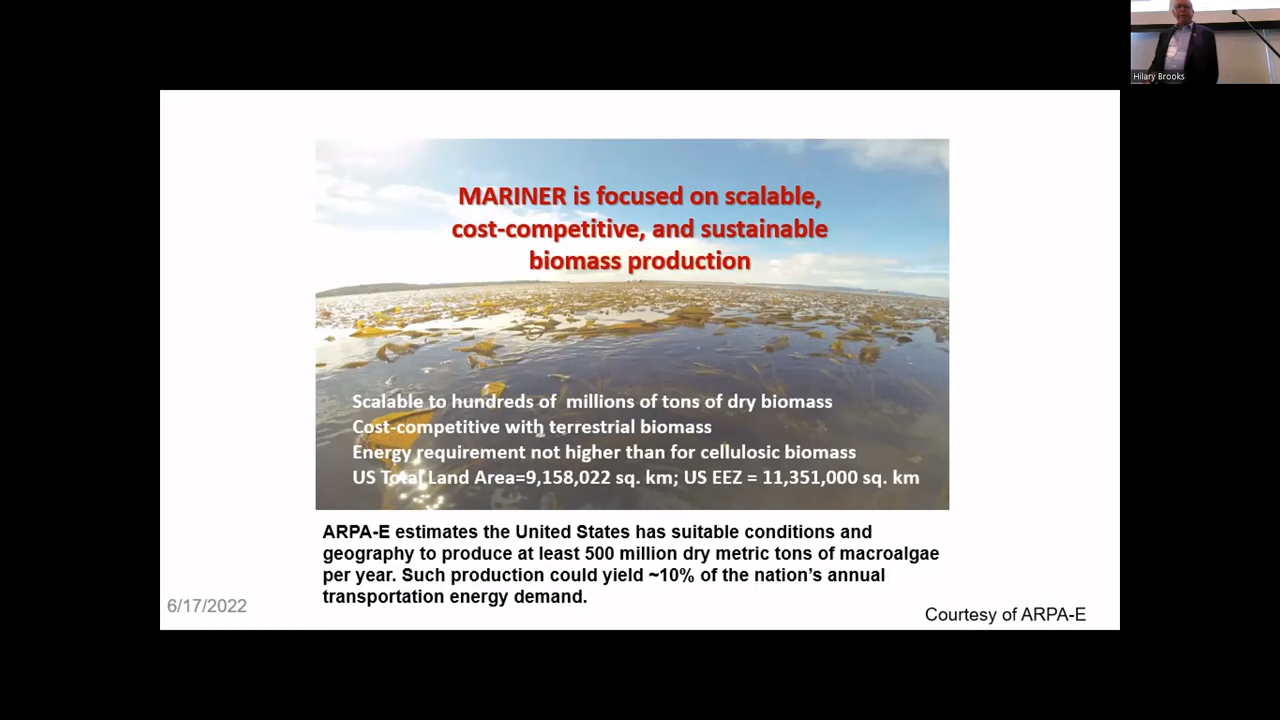 Hilary Brooks
MARINER is focused on scalable,
cost-competitive, and sustainable
biomass production
Scalable to hundreds of millions of tons of dry biomass
Cost-competitive with terrestrial biomass
Energy requirement not higher than for cellulosic biomass
US Total Land Area=9,158,022 sq. km; US EEZ = 11,351,000 sq. km
ARPA-E estimates the United States has suitable conditions and
geography to produce at least 500 million dry metric tons of macroalgae
per year. Such production could yield ~10% of the nation’s annual
transportation energy demand.
6/17/2022
Courtesy of ARPA-E